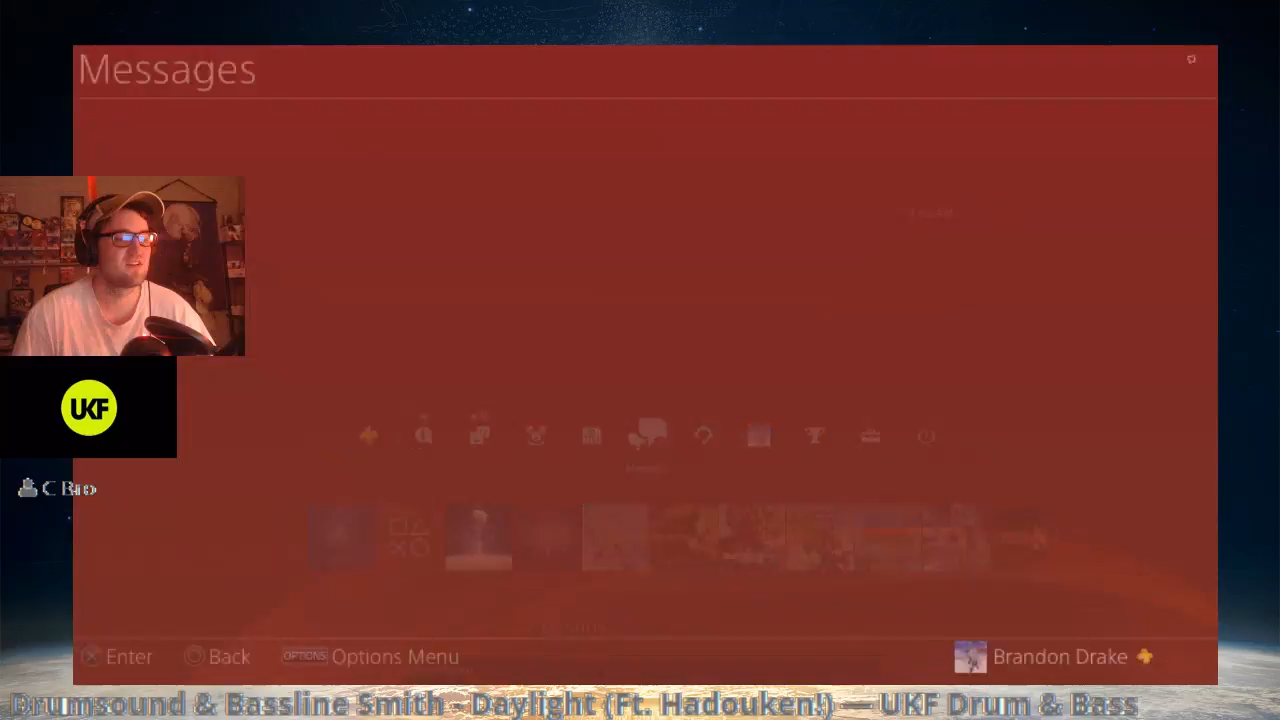 Messages
UKF
C Bro
Enter
Back
OPTIONS Options Menu
Brandon Drake
Drumsound & Bassline Smith - Daylight (Ft. Hadouken!) — UKF Drum & Bass